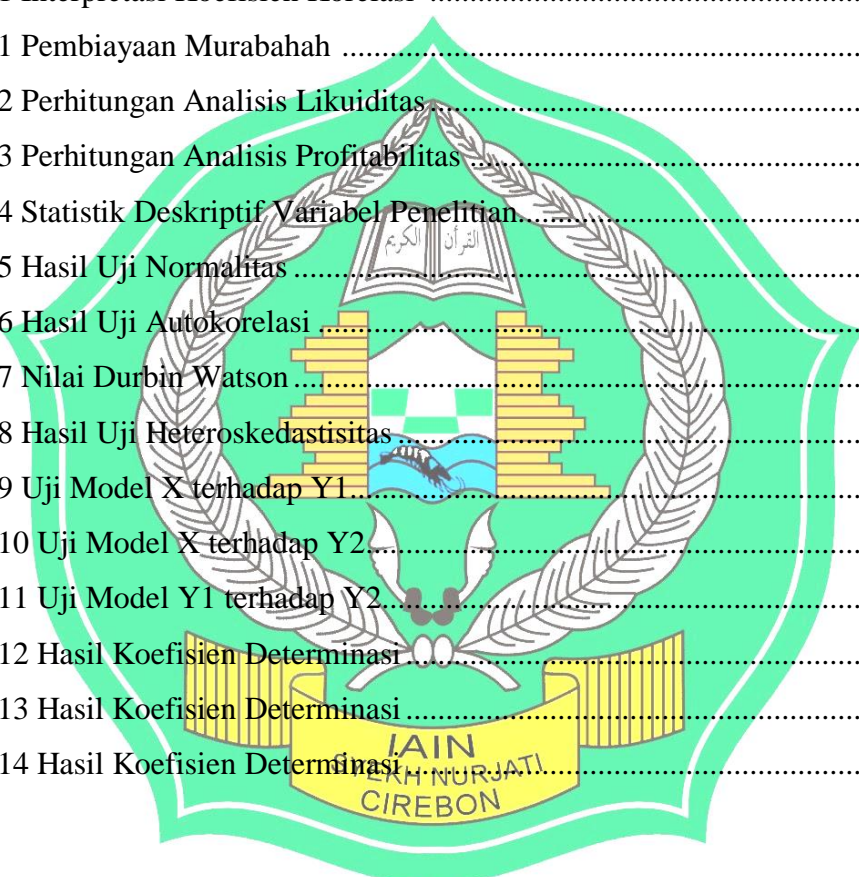 Interpretasi Koefisien Korelasi ........................................................
1 Pembiayaan Murabahah ..................................................................
2 Perhitungan Analisis Likuiditas......................................................
3 Perhitungan Analisis Profitabilitas .................................................
4 Statistik Deskriptif Variabel Penelitian............................................
القرآن الكريم
5 Hasil Uji Normalitas ........................................................................
6 Hasil Uji Autokorelasi .....................................................................
7 Nilai Durbin Watson ........................................................................
8 Hasil Uji Heteroskedastisitas ...........................................................
9 Uji Model X terhadap Y1..................................................................
10 Uji Model X terhadap Y2................................................................
11 Uji Model Y1 terhadap Y2..............................................................
12 Hasil Koefisien Determinasi ...........................................................
13 Hasil Koefisien Determinasi ...........................................................
14 Hasil Koefisien Determinasi ...........................................................
IAIN
SYEKH NURJATI
CIREBON